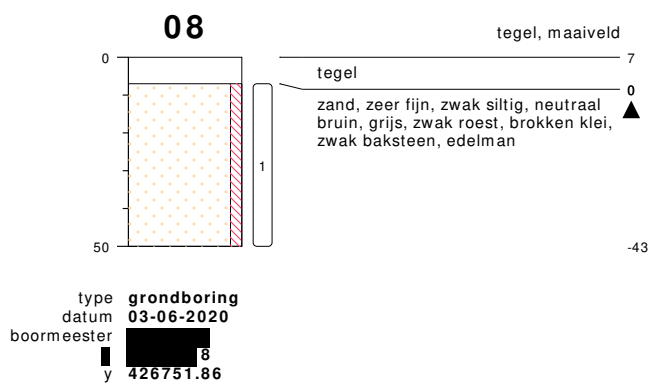 08
tegel, maaiveld
0
7
tegel
0
zand, zeer fijn, zwak siltig, neutraal
bruin, grijs, zwak roest, brokken klei,
zwak baksteen, edelman
1
50
-43
type grondboring
datum 03-06-2020
boormeester
8
y 426751.86